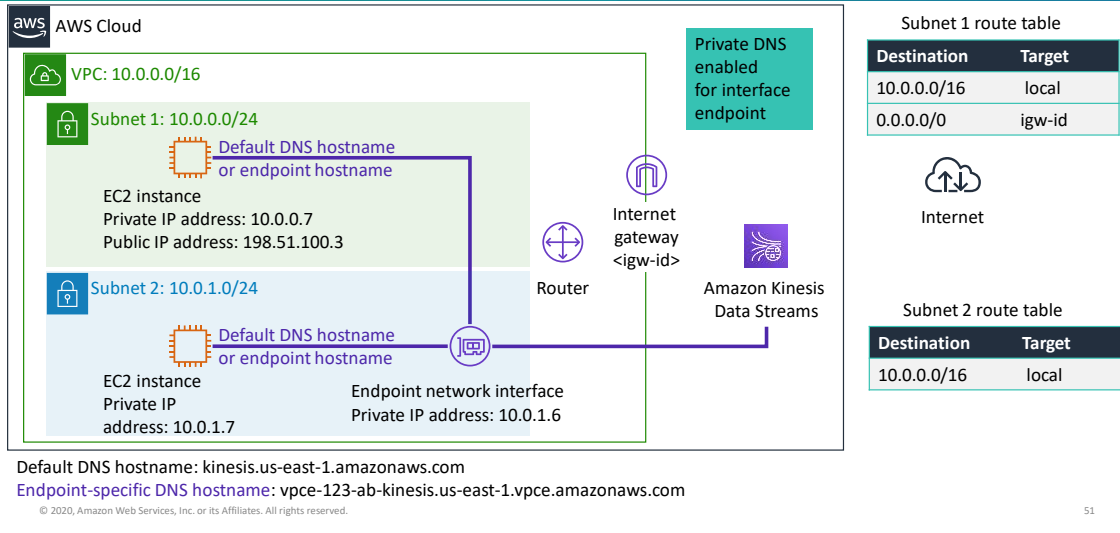 aws
AWS Cloud
VPC: 10.0.0.0/16
Subnet 1: 10.0.0.0/24
Default DNS hostname
or endpoint hostname
EC2 instance
Private IP address: 10.0.0.7
Public IP address: 198.51.100.3
Subnet 2: 10.0.1.0/24
Default DNS hostname
or endpoint hostname
EC2 instance
Private IP
address: 10.0.1.7
Endpoint network interface
Private IP address: 10.0.1.6
Router
Internet
gateway
<igw-id>
Private DNS
enabled
for interface
endpoint
Amazon Kinesis
Data Streams
Subnet 1 route table
Destination Target
10.0.0.0/16 local
0.0.0.0/0 igw-id
Internet
Subnet 2 route table
Destination Target
10.0.0.0/16 local
Default DNS hostname: kinesis.us-east-1.amazonaws.com
Endpoint-specific DNS hostname: vpce-123-ab-kinesis.us-east-1.vpce.amazonaws.com
© 2020, Amazon Web Services, Inc. or its Affiliates. All rights reserved.
51